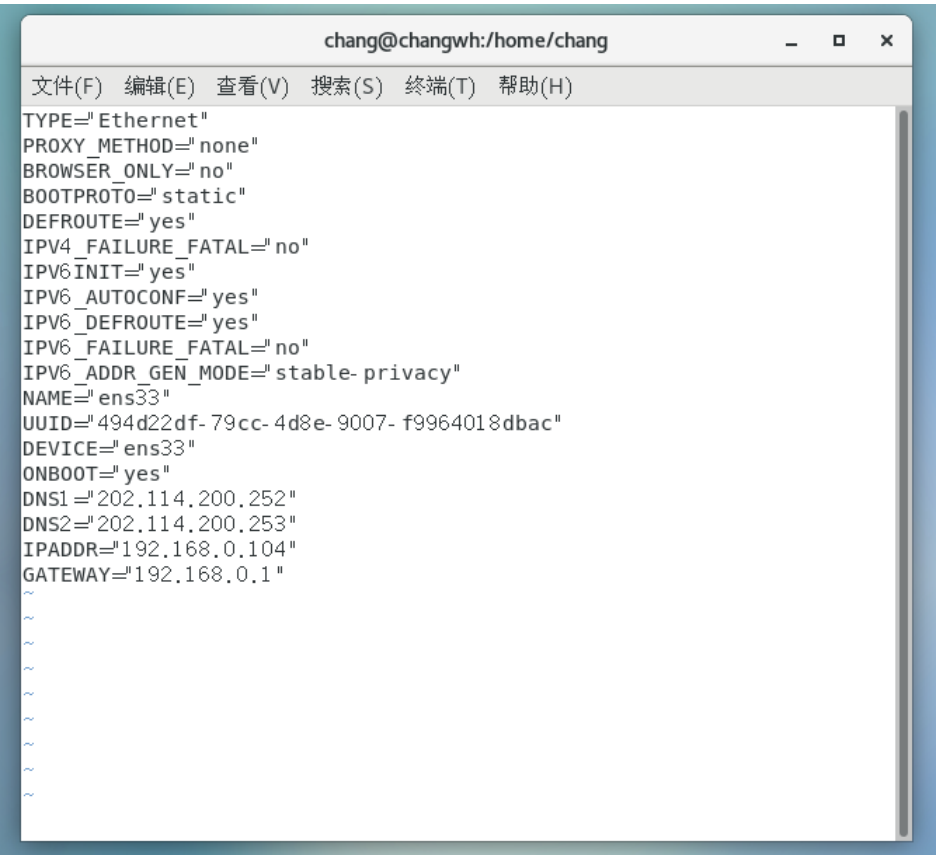 chang@changwh:/home/chang
文件(F) 编辑(E) 查看(V) 搜索(S) 终端(T) 帮助(H)
TYPE="Ethernet"
PROXY_METHOD="none"
BROWSER_ONLY="no"
BOOTPROTO="static"
DEFROUTE="yes"
IPV4_FAILURE_FATAL="no"
IPV6INIT="yes"
IPV6_AUTOCONF="yes"
IPV6_DEFROUTE="yes"
IPV6_FAILURE_FATAL="no"
IPV6_ADDR_GEN_MODE="stable-privacy"
NAME="ens33"
UUID="494d22df-79cc-4d8e-9007-f9964018dbac"
DEVICE="ens33"
ONBOOT="yes"
DNS1="202.114.200.252"
DNS2="202.114.200.253"
IPADDR="192.168.0.104"
GATEWAY="192.168.0.1"
~
~
~
~
~
~
~
~
~